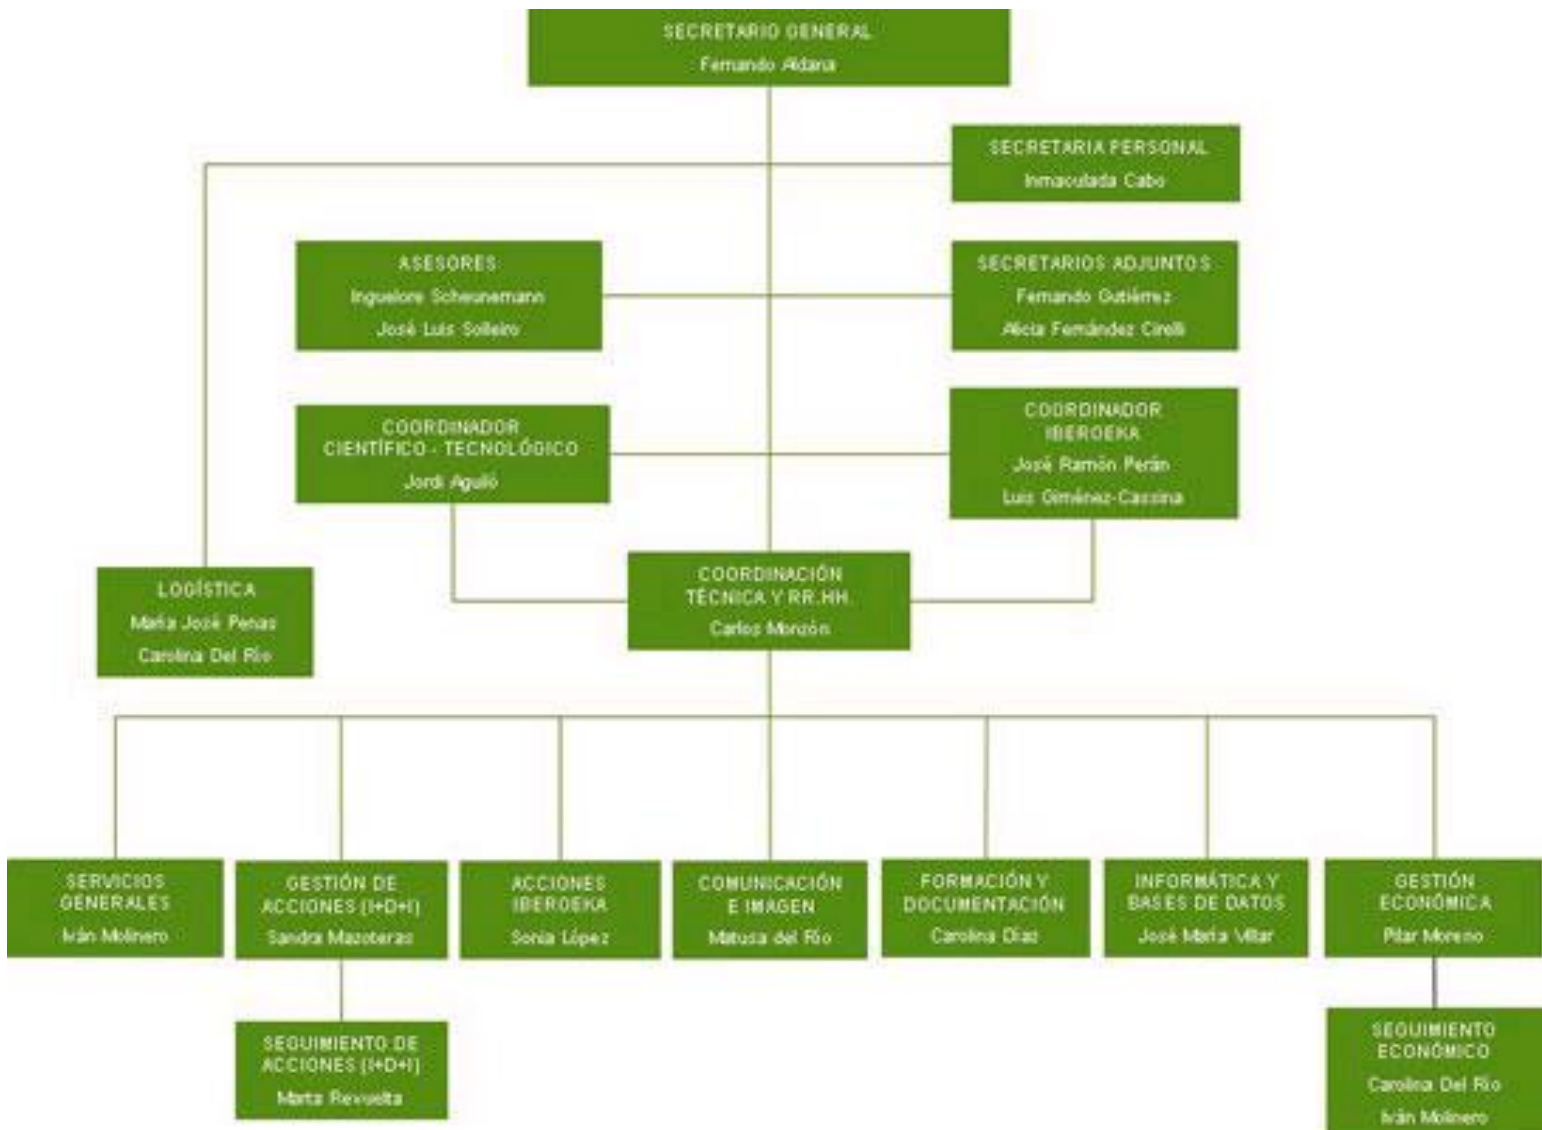 SECRETARIO GENERAL
Fernando Aldana
SECRETARIA PERSONAL
Inmaculada Cabo
ASESORES
Inguelore Scheunemann
José Luis Solleiro
SECRETARIOS ADJUNTOS
Fernando Gutiérrez
Alicia Fernández Cirelli
COORDINADOR
CIENTÍFICO - TECNOLÓGICO
Jordi Aguiló
COORDINADOR
IBEROEKA
José Ramón Perán
Luis Giménez-Cassina
LOGÍSTICA
María José Penas
Carolina Del Río
COORDINACIÓN
TÉCNICA Y RR.HH.
Carlos Monzón
SERVICIOS
GENERALES
Iván Molinero
GESTIÓN DE
ACCIONES (I+D+I)
Sandra Mazoteras
ACCIONES
IBEROEKA
Sonia López
COMUNICACIÓN
E IMAGEN
Matusa del Río
FORMACIÓN Y
DOCUMENTACIÓN
Carolina Díaz
INFORMÁTICA Y
BASES DE DATOS
José María Villar
GESTIÓN
ECONÓMICA
Pilar Moreno
SEGUIMIENTO DE
ACCIONES (I+D+I)
Marta Revuelta
SEGUIMIENTO
ECONÓMICO
Carolina Del Río
Iván Molinero